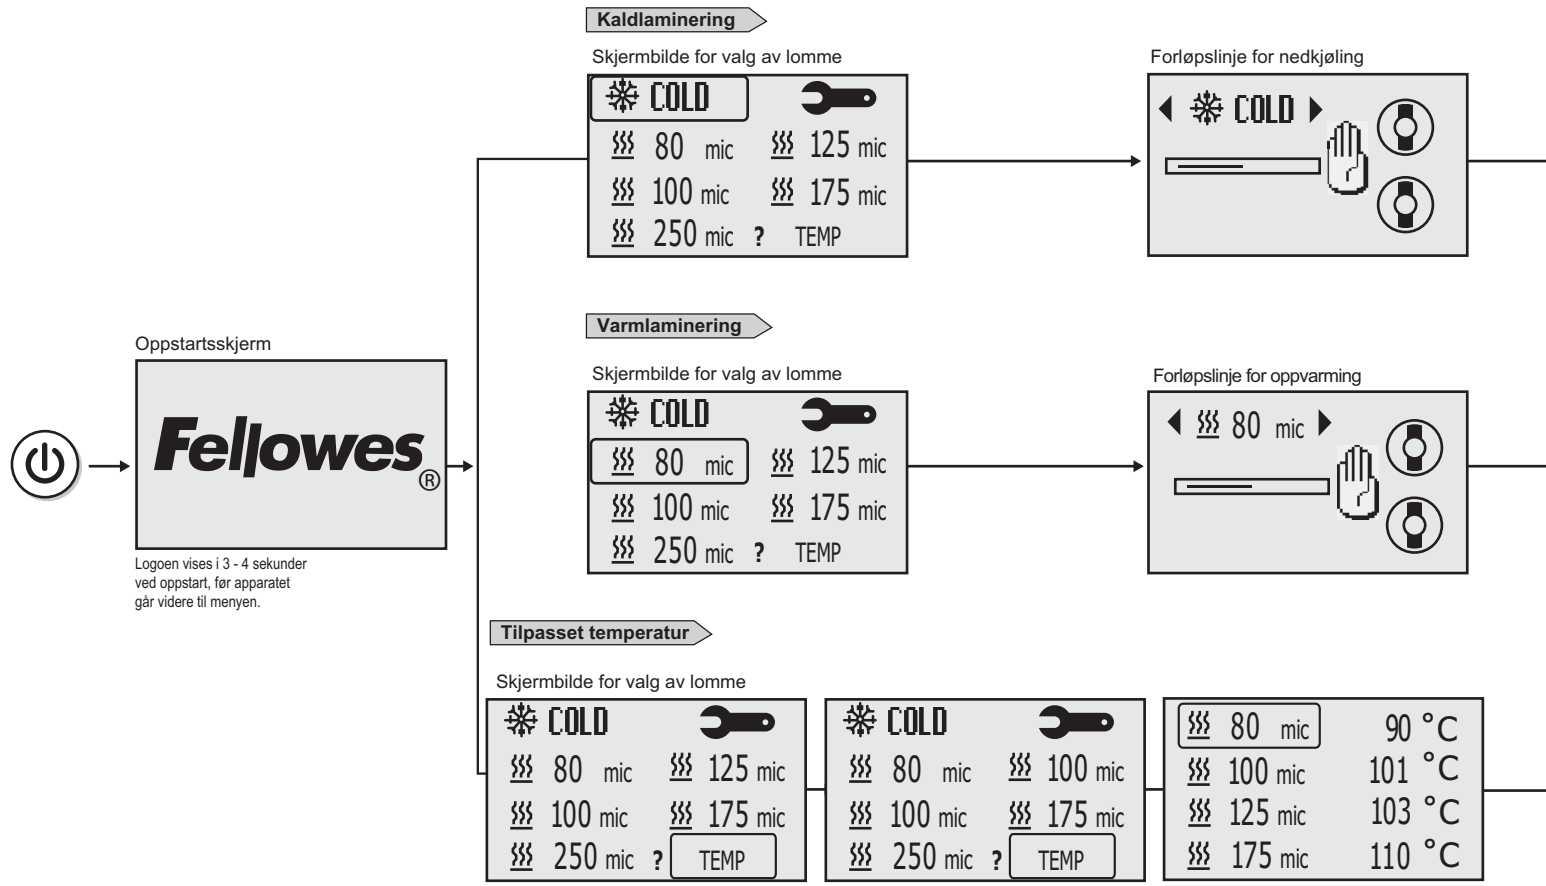 Kaldlaminering
Skjermbilde for valg av lomme
COLD
80 mic 125 mic
100 mic 175 mic
250 mic ? TEMP
Forløpslinje for nedkjøling
COLD
Varmlaminering
Skjermbilde for valg av lomme
COLD
80 mic 125 mic
100 mic 175 mic
250 mic ? TEMP
Forløpslinje for oppvarming
80 mic
Oppstartsskjerm
Fellowes®
Logoen vises i 3 - 4 sekunder
ved oppstart, før apparatet
går videre til menyen.
Tilpasset temperatur
Skjermbilde for valg av lomme
COLD
80 mic 125 mic
100 mic 175 mic
250 mic ? TEMP
COLD
80 mic 100 mic
100 mic 175 mic
250 mic ? TEMP
80 mic 90 °C
100 mic 101 °C
125 mic 103 °C
175 mic 110 °C